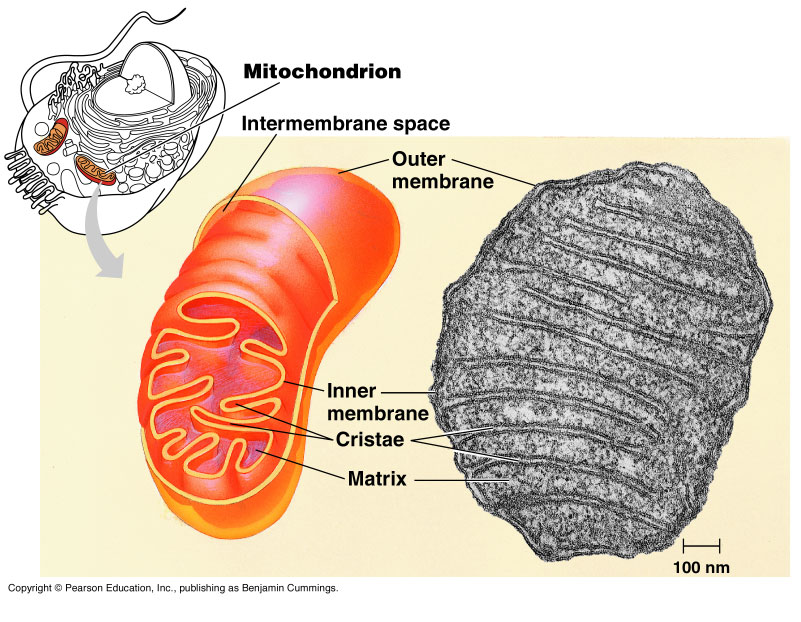 Mitochondrion
Intermembrane space
Outer
membrane
Inner
membrane
Cristae
Matrix
100 nm
Copyright © Pearson Education, Inc., publishing as Benjamin Cummings.